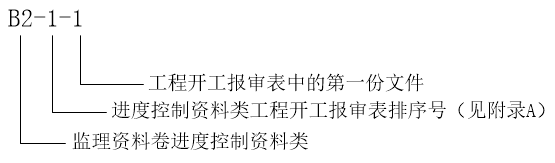 B2-1-1
工程开工报审表中的第一份文件
进度控制资料类工程开工报审表排序号（见附录A）
监理资料卷进度控制资料类